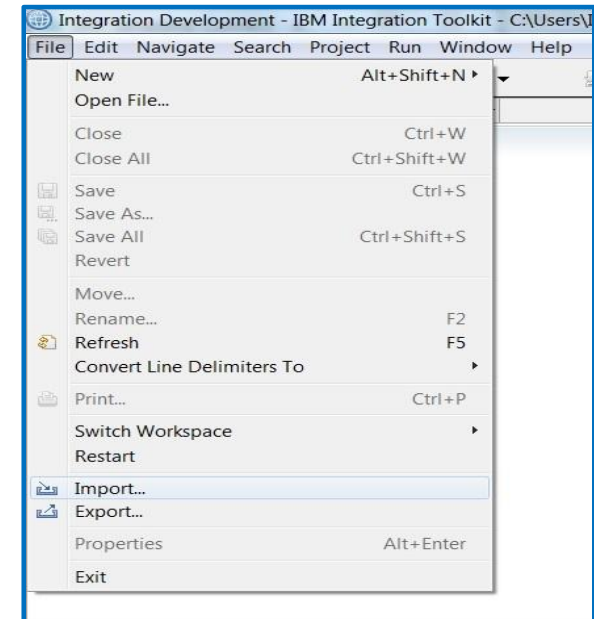 Integration Development - IBM Integration Toolkit - C:\Users\
File Edit Navigate Search Project Run Window Help
New Alt+Shift+N
Open File...
Close Ctrl+W
Close All Ctrl+Shift+W
Save Ctrl+S
Save As...
Save All Ctrl+Shift+S
Revert
Move...
Rename... F2
Refresh F5
Convert Line Delimiters To
Print... Ctrl+P
Switch Workspace
Restart
Import...
Export...
Properties Alt+Enter
Exit